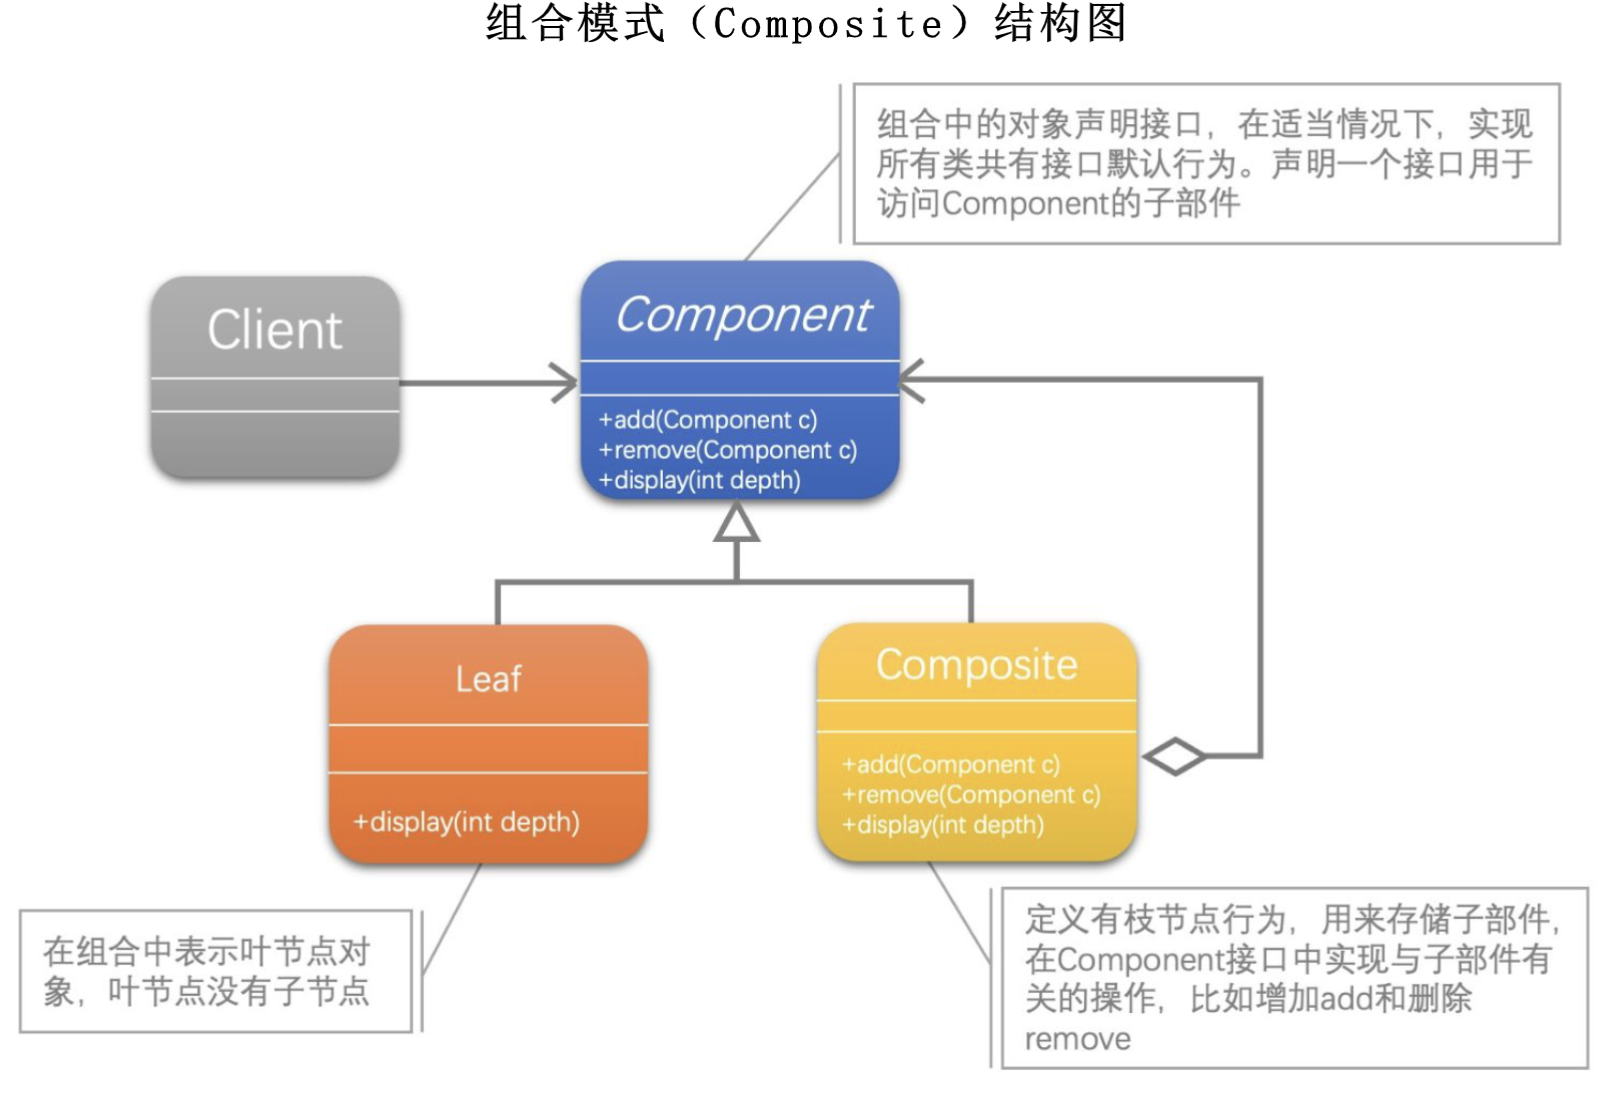 组合模式（Composite）结构图
组合中的对象声明接口，在适当情况下，实现
所有类共有接口默认行为。声明一个接口用于
访问Component的子部件
Client
Component
+add(Component c)
+remove(Component c)
+display(int depth)
Leaf
+display(int depth)
Composite
+add(Component c)
+remove(Component c)
+display(int depth)
在组合中表示叶节点对
象，叶节点没有子节点
定义有枝节点行为，用来存储子部件，
在Component接口中实现与子部件有
关的操作，比如增加add和删除
remove